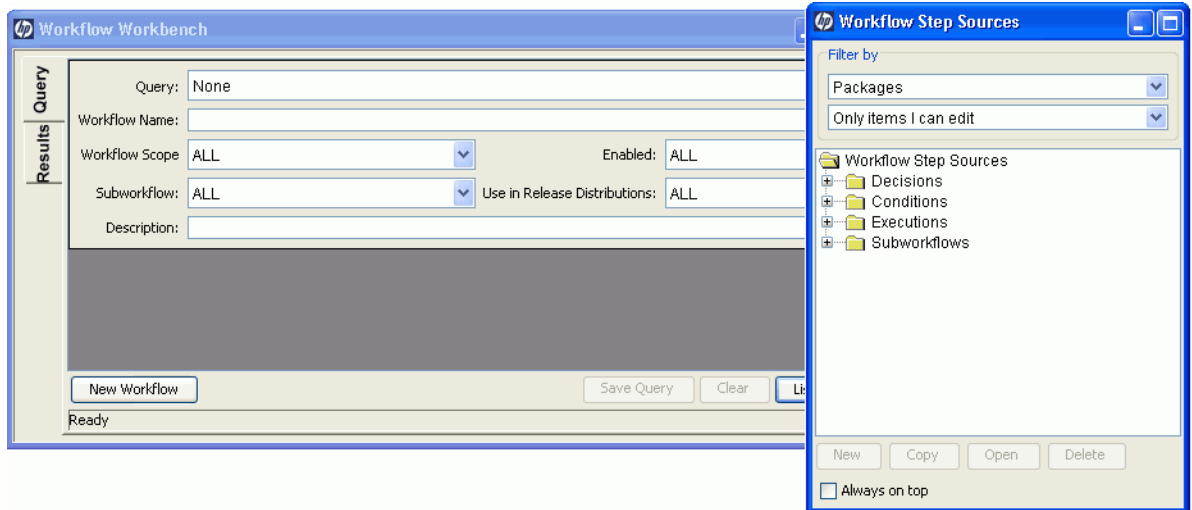 hp Workflow Workbench
Query
Results
Query: None
Workflow Name:
Workflow Scope ALL Enabled: ALL
Subworkflow: ALL Use in Release Distributions: ALL
Description:
New Workflow Save Query Clear
Ready
hp Workflow Step Sources
Filter by
Packages
Only items I can edit
Workflow Step Sources
Decisions
Conditions
Executions
Subworkflows
New Copy Open Delete
Always on top